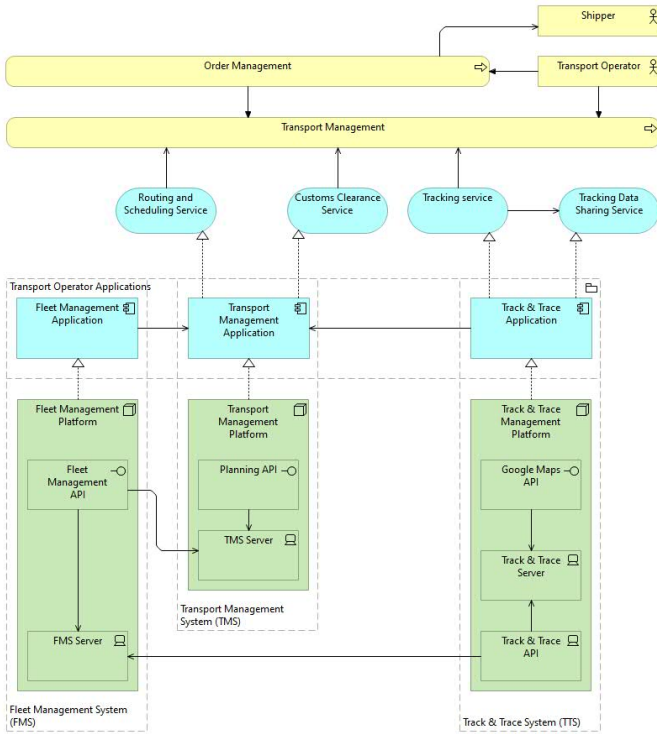 Shipper
Order Management
Transport Operator
Transport Management
Routing and
Scheduling Service
Customs Clearance
Service
Tracking service
Tracking Data
Sharing Service
Transport Operator Applications
Fleet Management
Application
Transport
Management
Application
Track & Trace
Application
Fleet Management
Platform
Transport
Management
Platform
Track & Trace
Management
Platform
Fleet
Management
API
Planning API
Google Maps
API
TMS Server
Track & Trace
Server
Transport Management
System (TMS)
FMS Server
Track & Trace
API
Fleet Management System
(FMS)
Track & Trace System (TTS)